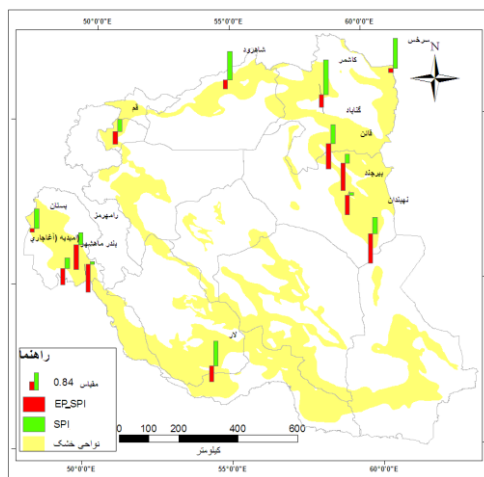 50°0'0"E 55°0'0"E 60°0'0"E
سرخس
N
شاهرود
کاشمر
گناباد
قم
قائن
بیرجند
نهبندان
بستان
رامهرمز
امیدیه (آغاجاری)
بندر ماهشهر
لار
راهنما
مقیاس 0.84
EP_SPI
SPI
نواحی خشک
0 100 200 300 400 600
کیلومتر
50°0'0"E 55°0'0"E 60°0'0"E